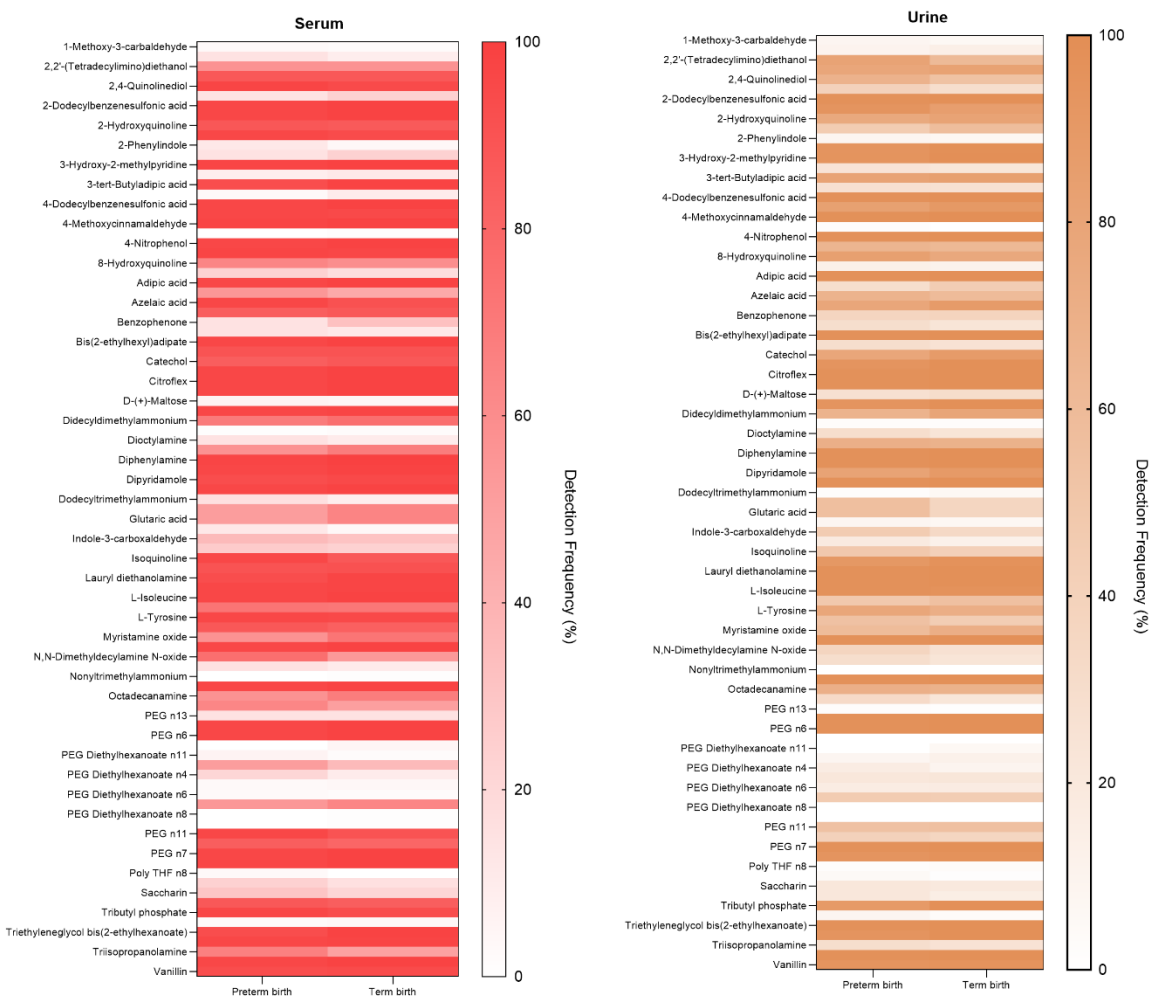 Serum
1-Methoxy-3-carbaldehyde
2,2'-(Tetradecylimino)diethanol
2,4-Quinolinediol
2-Dodecylbenzenesulfonic acid
2-Hydroxyquinoline
2-Phenylindole
3-Hydroxy-2-methylpyridine
3-tert-Butyladipic acid
4-Dodecylbenzenesulfonic acid
4-Methoxycinnamaldehyde
4-Nitrophenol
8-Hydroxyquinoline
Adipic acid
Azelaic acid
Benzophenone
Bis(2-ethylhexyl)adipate
Catechol
Citroflex
D-(+)-Maltose
Didecyldimethylammonium
Dioctylamine
Diphenylamine
Dipyridamole
Dodecyltrimethylammonium
Glutaric acid
Indole-3-carboxaldehyde
Isoquinoline
Lauryl diethanolamine
L-Isoleucine
L-Tyrosine
Myristamine oxide
N,N-Dimethyldecylamine N-oxide
Nonyltrimethylammonium
Octadecanamine
PEG n13
PEG n6
PEG Diethylhexanoate n11
PEG Diethylhexanoate n4
PEG Diethylhexanoate n6
PEG Diethylhexanoate n8
PEG n11
PEG n7
Poly THF n8
Saccharin
Tributyl phosphate
Triethyleneglycol bis(2-ethylhexanoate)
Triisopropanolamine
Vanillin
Preterm birth
Term birth
100
80
60
40
20
0
Detection Frequency (%)
Urine
1-Methoxy-3-carbaldehyde
2,2'-(Tetradecylimino)diethanol
2,4-Quinolinediol
2-Dodecylbenzenesulfonic acid
2-Hydroxyquinoline
2-Phenylindole
3-Hydroxy-2-methylpyridine
3-tert-Butyladipic acid
4-Dodecylbenzenesulfonic acid
4-Methoxycinnamaldehyde
4-Nitrophenol
8-Hydroxyquinoline
Adipic acid
Azelaic acid
Benzophenone
Bis(2-ethylhexyl)adipate
Catechol
Citroflex
D-(+)-Maltose
Didecyldimethylammonium
Dioctylamine
Diphenylamine
Dipyridamole
Dodecyltrimethylammonium
Glutaric acid
Indole-3-carboxaldehyde
Isoquinoline
Lauryl diethanolamine
L-Isoleucine
L-Tyrosine
Myristamine oxide
N,N-Dimethyldecylamine N-oxide
Nonyltrimethylammonium
Octadecanamine
PEG n13
PEG n6
PEG Diethylhexanoate n11
PEG Diethylhexanoate n4
PEG Diethylhexanoate n6
PEG Diethylhexanoate n8
PEG n11
PEG n7
Poly THF n8
Saccharin
Tributyl phosphate
Triethyleneglycol bis(2-ethylhexanoate)
Triisopropanolamine
Vanillin
Preterm birth
Term birth
100
80
60
40
20
0
Detection Frequency (%)